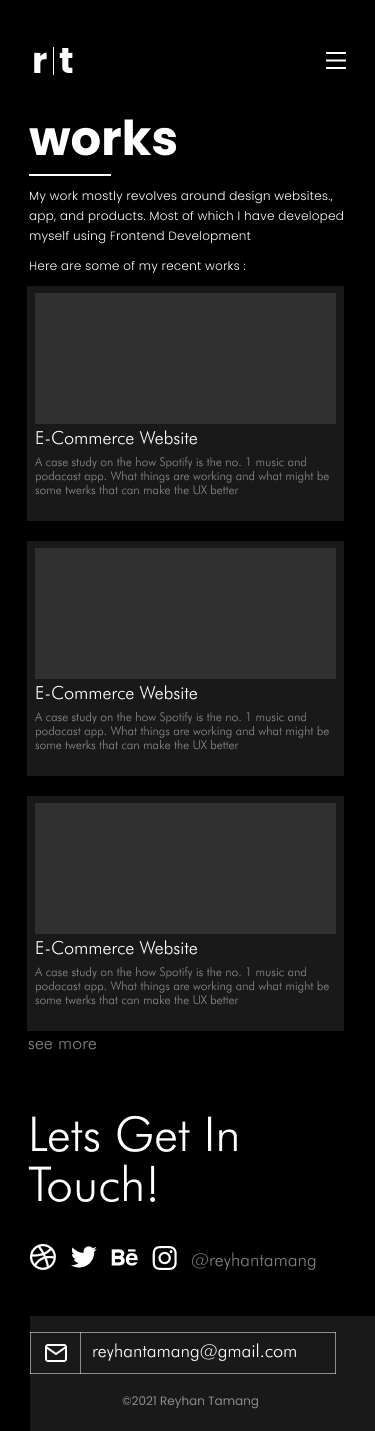 r|t
works
My work mostly revolves around design websites.,
app, and products. Most of which I have developed
myself using Frontend Development
Here are some of my recent works :
E-Commerce Website
A case study on the how Spotify is the no. 1 music and
podacast app. What things are working and what might be
some twerks that can make the UX better
E-Commerce Website
A case study on the how Spotify is the no. 1 music and
podacast app. What things are working and what might be
some twerks that can make the UX better
E-Commerce Website
A case study on the how Spotify is the no. 1 music and
podacast app. What things are working and what might be
some twerks that can make the UX better
see more
Lets Get In
Touch!
Bē @reyhantamang
reyhantamang@gmail.com
©2021 Reyhan Tamang